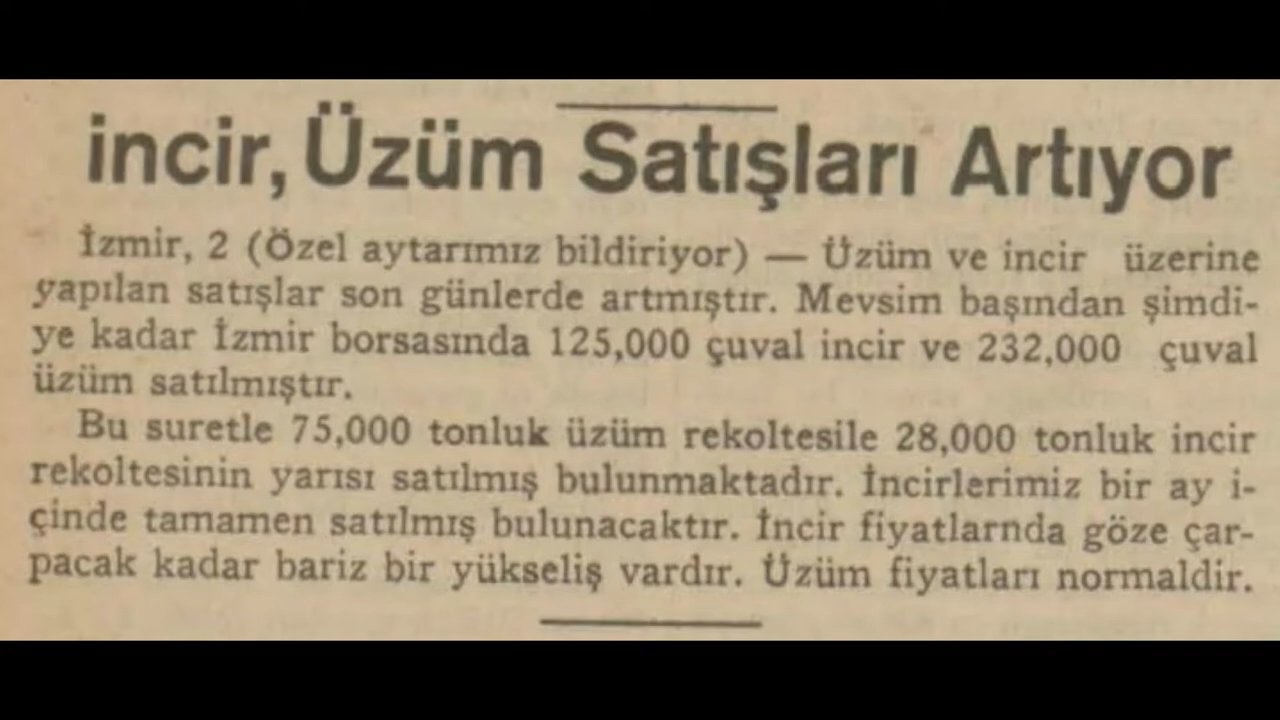 incir, Üzüm Satışları Artıyor
İzmir, 2 (Özel aytarımız bildiriyor) — Üzüm ve incir üzerine
yapılan satışlar son günlerde artmıştır. Mevsim başından şimdi-
ye kadar İzmir borsasında 125,000 çuval incir ve 232,000 çuval
üzüm satılmıştır.
Bu suretle 75,000 tonluk üzüm rekoltesile 28,000 tonluk incir
rekoltesinin yarısı satılmış bulunmaktadır. İncirlerimiz bir ay i-
çinde tamamen satılmış bulunacaktır. İncir fiyatlarnda göze çar-
pacak kadar bariz bir yükseliş vardır. Üzüm fiyatları normaldir.